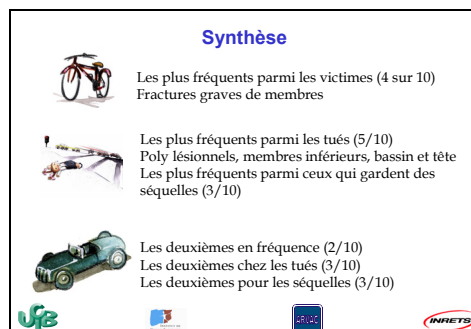 Synthèse
Les plus fréquents parmi les victimes (4 sur 10)
Fractures graves de membres
Les plus fréquents parmi les tués (5/10)
Poly lésionnels, membres inférieurs, bassin et tête
Les plus fréquents parmi ceux qui gardent des
séquelles (3/10)
Les deuxièmes en fréquence (2/10)
Les deuxièmes chez les tués (3/10)
Les deuxièmes pour les séquelles (3/10)
UCB
ARVAC
INRETS